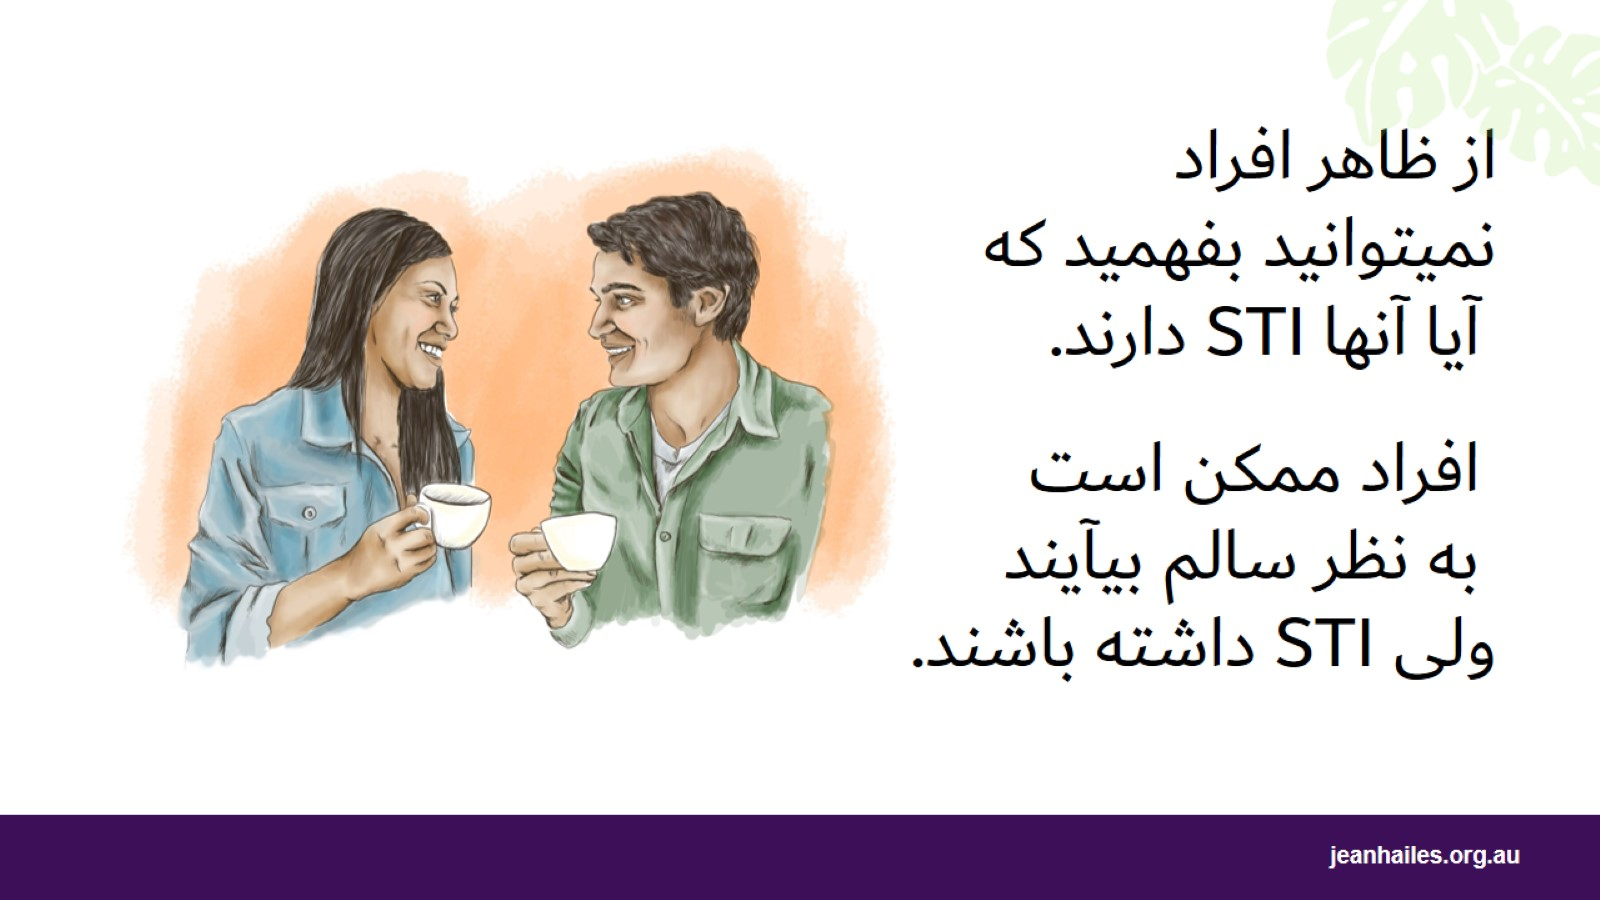 از ظاهر افراد
نمیتوانید بفهمید که
آیا آنها STI دارند.
افراد ممکن است
به نظر سالم بیآیند
ولی STI داشته باشند.
jeanhailes.org.au